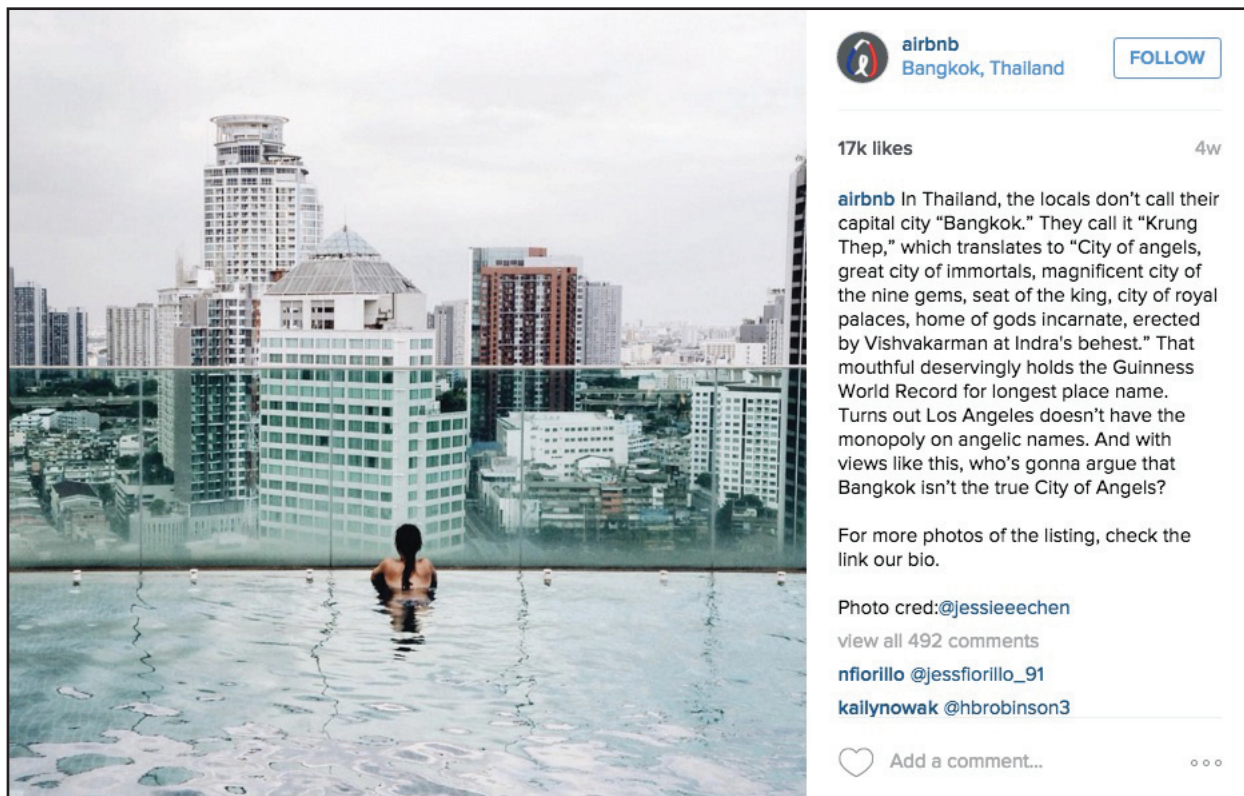 airbnb
Bangkok, Thailand
FOLLOW
17k likes
4w
airbnb In Thailand, the locals don’t call their
capital city “Bangkok.” They call it “Krung
Thep,” which translates to “City of angels,
great city of immortals, magnificent city of
the nine gems, seat of the king, city of royal
palaces, home of gods incarnate, erected
by Vishvakarman at Indra's behest.” That
mouthful deservingly holds the Guinness
World Record for longest place name.
Turns out Los Angeles doesn’t have the
monopoly on angelic names. And with
views like this, who’s gonna argue that
Bangkok isn’t the true City of Angels?
For more photos of the listing, check the
link our bio.
Photo cred:@jessieeechen
view all 492 comments
nfiorillo @jessfiorillo_91
kailynowak @hbrobinson3
Add a comment...